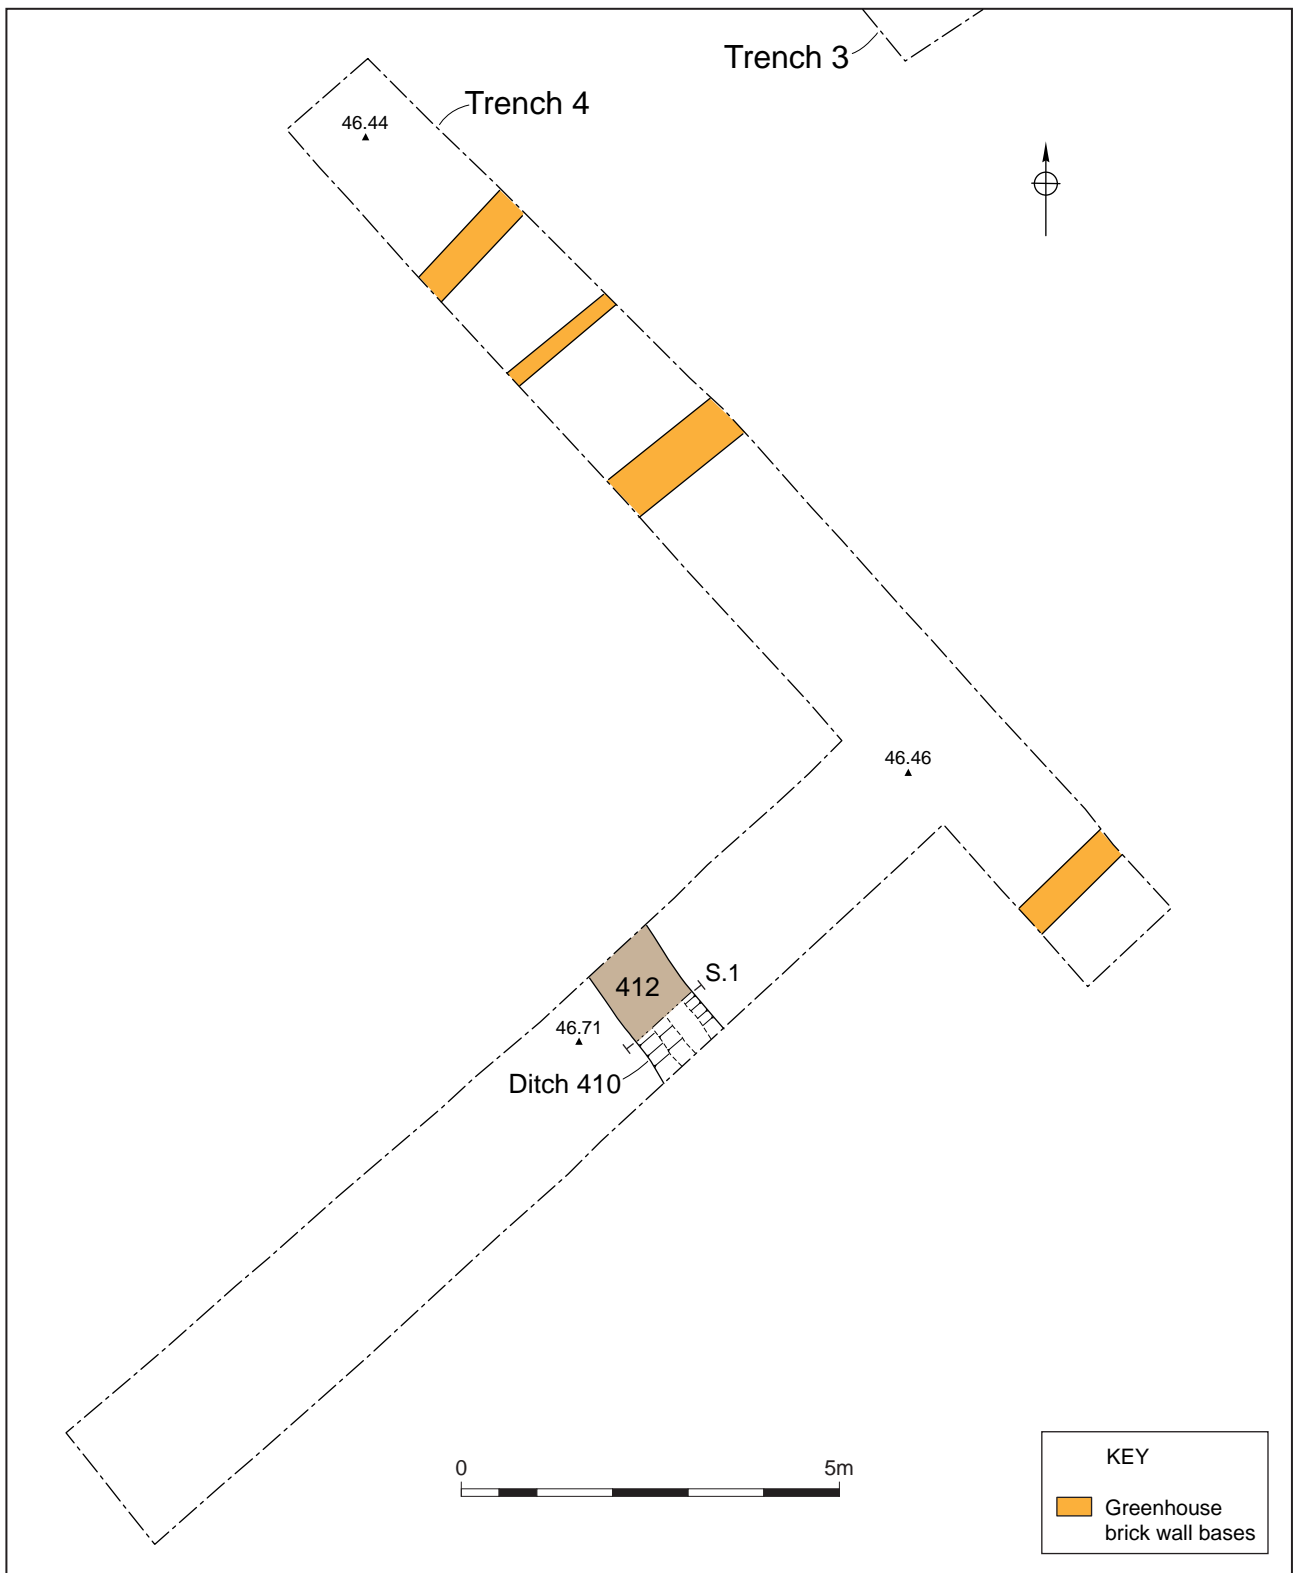 Trench 3
Trench 4
46.44
46.46
412
S.1
46.71
Ditch 410
0
5m
KEY
Greenhouse
brick wall bases